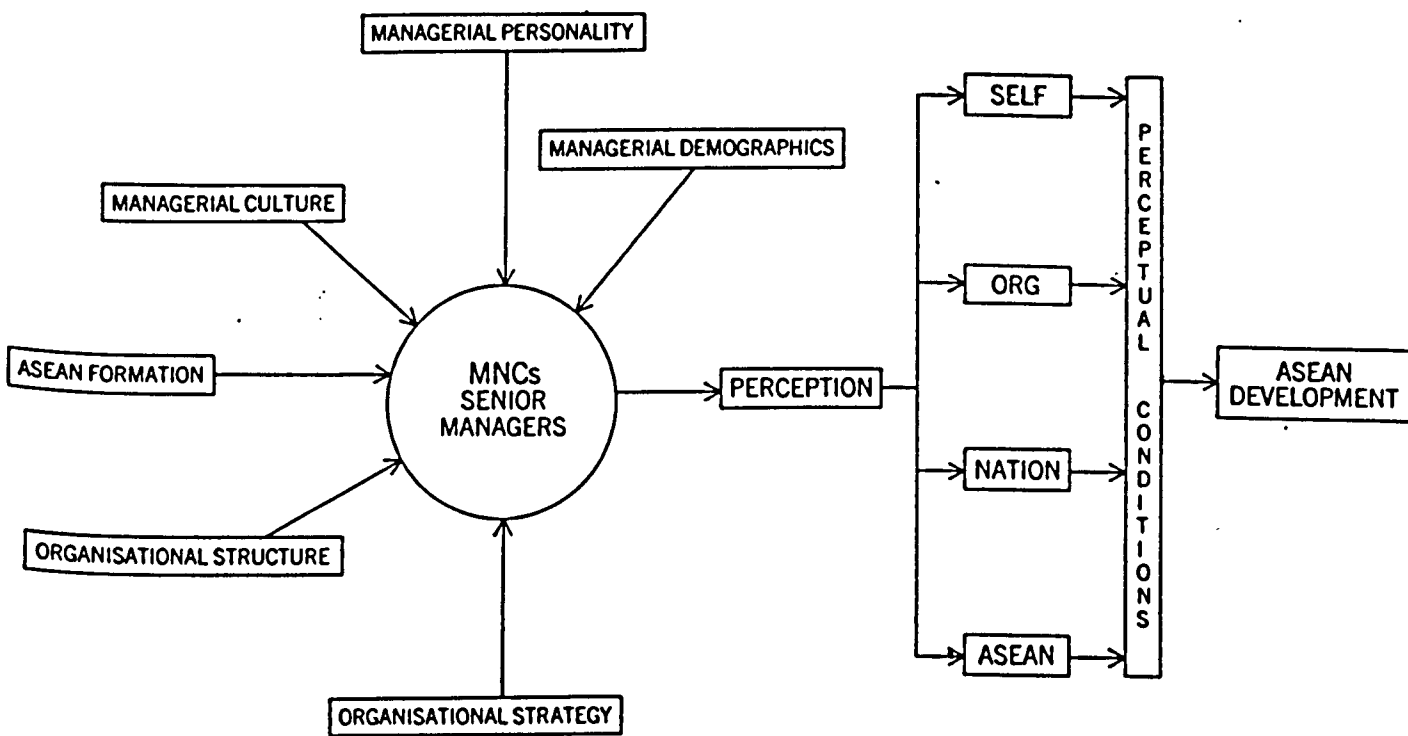 MANAGERIAL PERSONALITY
MANAGERIAL DEMOGRAPHICS
MANAGERIAL CULTURE
ASEAN FORMATION
ORGANISATIONAL STRUCTURE
ORGANISATIONAL STRATEGY
MNCs
SENIOR
MANAGERS
PERCEPTION
SELF
ORG
NATION
ASEAN
PERCEPTUAL CONDITIONS
ASEAN
DEVELOPMENT